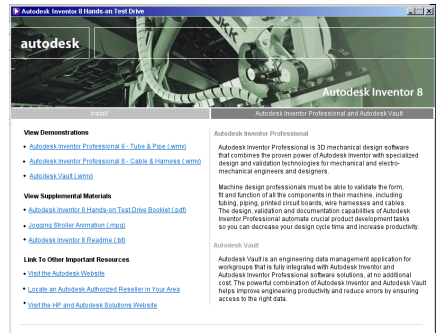 Autodesk Inventor 8 Hands-on Test Drive
autodesk
Autodesk Inventor 8
Install
Autodesk Inventor Professional and Autodesk Vault
View Demonstrations
Autodesk Inventor Professional 8 - Tube & Pipe (.wmv)
Autodesk Inventor Professional 8 - Cable & Harness (.wmv)
Autodesk Vault (.wmv)
View Supplemental Materials
Autodesk Inventor 8 Hands-on Test Drive Booklet (.pdf)
Jogging Stroller Animation (.mpg)
Autodesk Inventor 8 Readme (.txt)
Link To Other Important Resources
Visit the Autodesk Website
Locate an Autodesk Authorized Reseller in Your Area
Visit the HP and Autodesk Solutions Website
Autodesk Inventor Professional
Autodesk Inventor Professional is 3D mechanical design software
that combines the proven power of Autodesk Inventor with specialized
design and validation technologies for mechanical and electro-
mechanical engineers and designers.
Machine design professionals must be able to validate the form,
fit and function of all the components in their machine, including
tubing, piping, printed circuit boards, wire harnesses and cables.
The design, validation and documentation capabilities of Autodesk
Inventor Professional automate crucial product development tasks
so you can decrease your design cycle time and increase productivity.
Autodesk Vault
Autodesk Vault is an engineering data management application for
workgroups that is fully integrated with Autodesk Inventor and
Autodesk Inventor Professional software solutions, at no additional
cost. The powerful combination of Autodesk Inventor and Autodesk Vault
helps improve engineering productivity and reduce errors by ensuring
access to the right data.